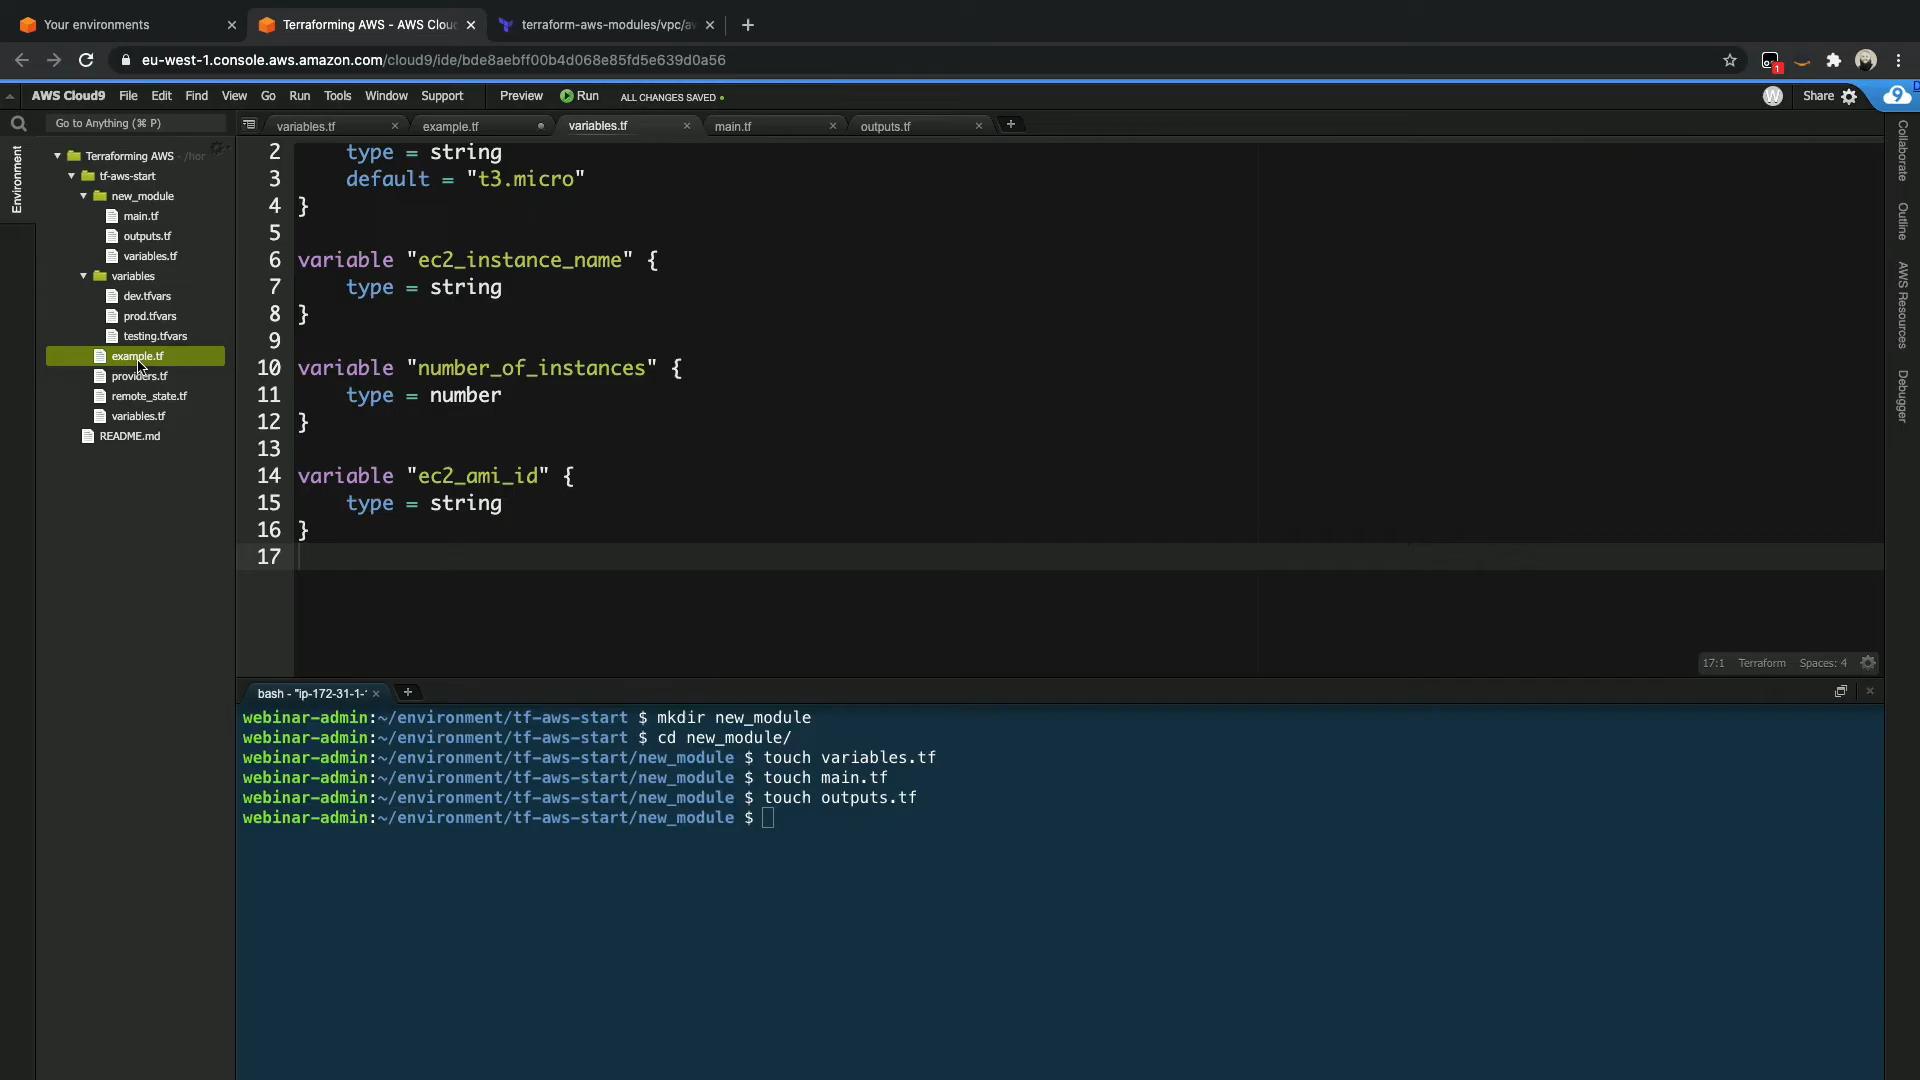 Your environments
Terraforming AWS - AWS Clou
terraform-aws-modules/vpc/aw
eu-west-1.console.aws.amazon.com/cloud9/ide/bde8aebff00b4d068e85fd5e639d0a56
1
AWS Cloud9 File Edit Find View Go Run Tools Window Support Preview Run ALL CHANGES SAVED
W Share 9
Go to Anything (⌘ P)
variables.tf example.tf variables.tf main.tf outputs.tf
Environment
Terraforming AWS - /hor
tf-aws-start
new_module
main.tf
outputs.tf
variables.tf
variables
dev.tfvars
prod.tfvars
testing.tfvars
example.tf
providers.tf
remote_state.tf
variables.tf
README.md
2 type = string
3 default = "t3.micro"
4 }
5
6 variable "ec2_instance_name" {
7 type = string
8 }
9
10 variable "number_of_instances" {
11 type = number
12 }
13
14 variable "ec2_ami_id" {
15 type = string
16 }
17
17:1 Terraform Spaces: 4
Collaborate
Outline
AWS Resources
Debugger
bash - "ip-172-31-1-
webinar-admin:~/environment/tf-aws-start $ mkdir new_module
webinar-admin:~/environment/tf-aws-start $ cd new_module/
webinar-admin:~/environment/tf-aws-start/new_module $ touch variables.tf
webinar-admin:~/environment/tf-aws-start/new_module $ touch main.tf
webinar-admin:~/environment/tf-aws-start/new_module $ touch outputs.tf
webinar-admin:~/environment/tf-aws-start/new_module $